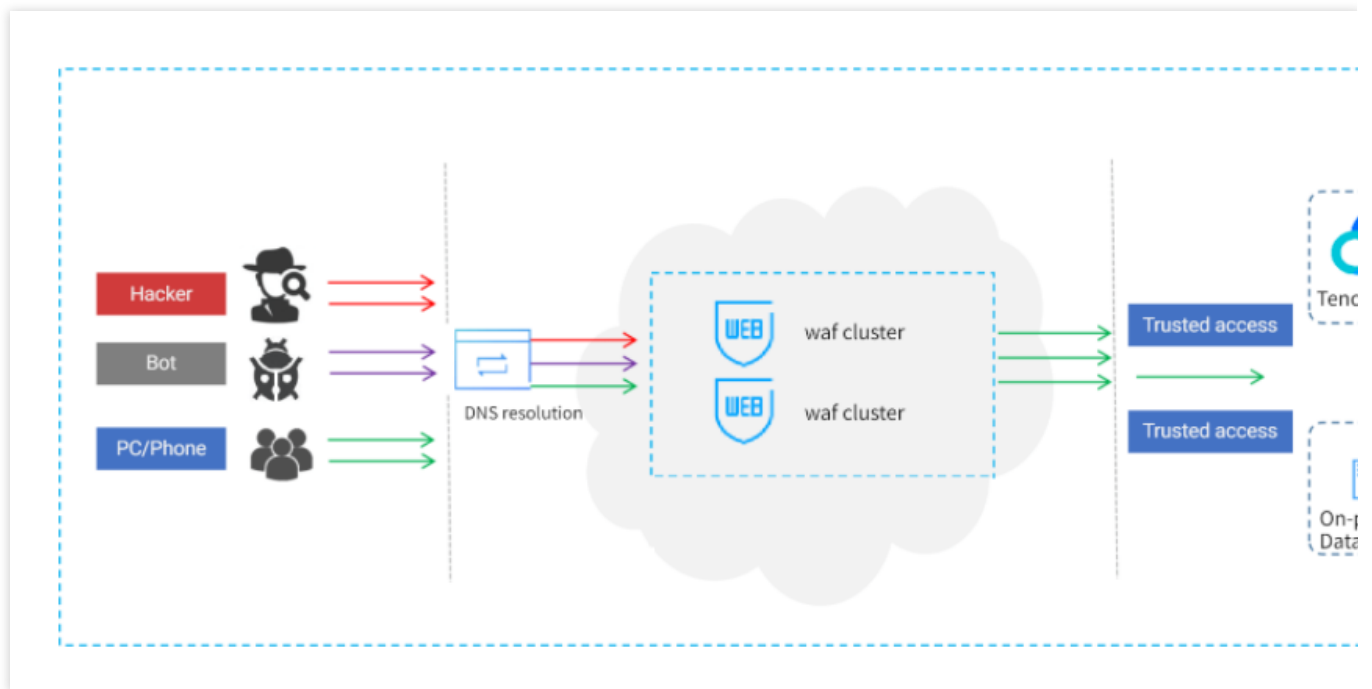 Hacker
Bot
PC/Phone
DNS resolution
WEB
waf cluster
WEB
waf cluster
Trusted access
Trusted access